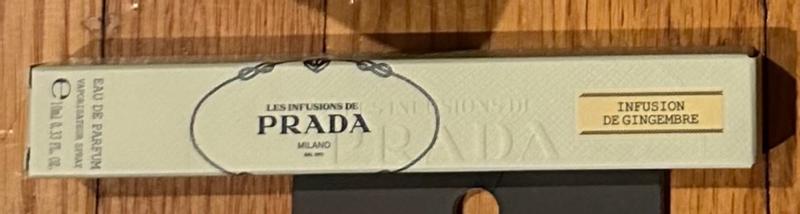 EAU DE PARFUM
VAPORISATEUR SPRAY
℮ 10ml 0.33 FL. OZ.
LES INFUSIONS DE
PRADA
MILANO
DAL 1913
LES INFUSIONS DE
PRADA
INFUSION
DE GINGEMBRE